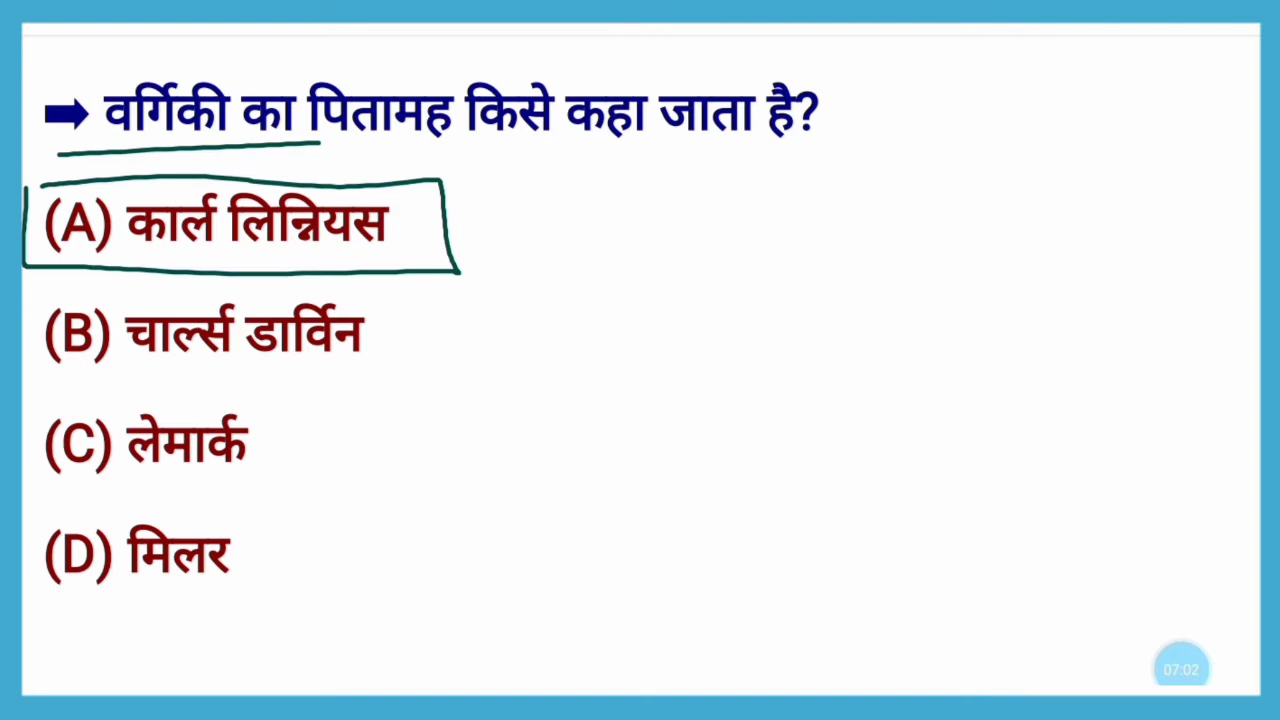 ➡ वर्गिकी का पितामह किसे कहा जाता है?
(A) कार्ल लिन्नियस
(B) चार्ल्स डार्विन
(C) लेमार्क
(D) मिलर
07:02